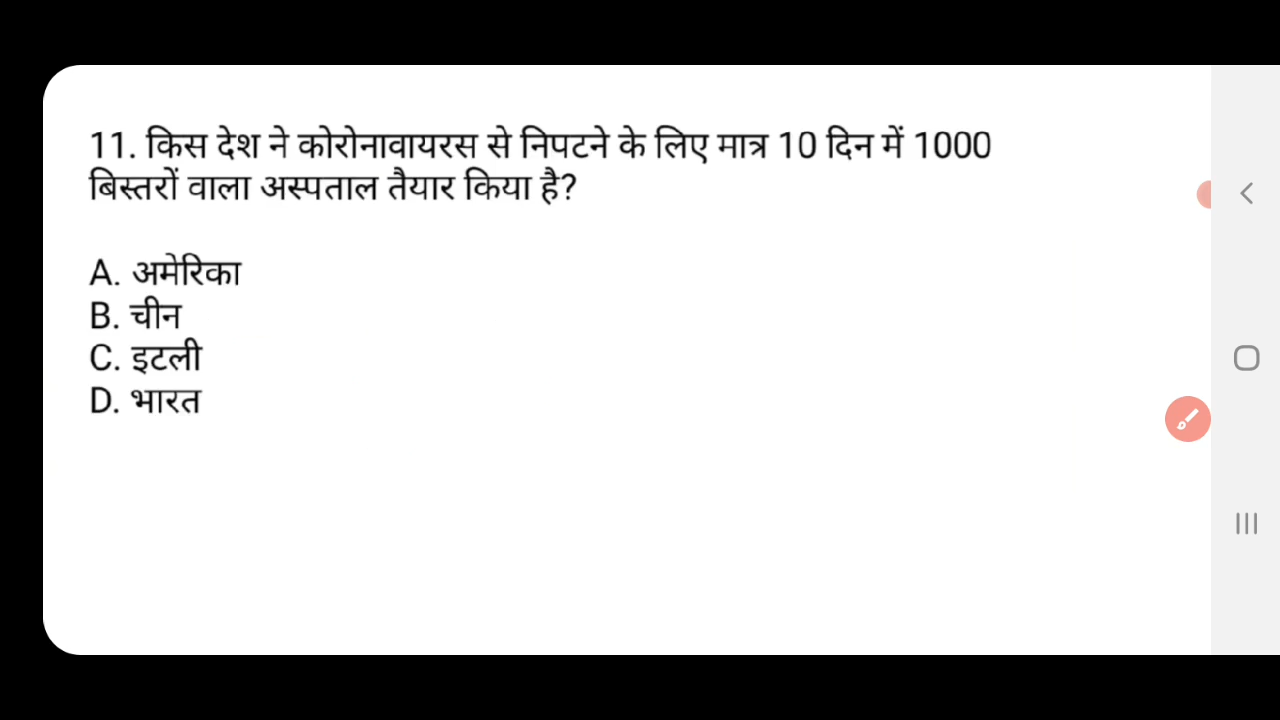 11. किस देश ने कोरोनावायरस से निपटने के लिए मात्र 10 दिन में 1000
बिस्तरों वाला अस्पताल तैयार किया है?
A. अमेरिका
B. चीन
C. इटली
D. भारत